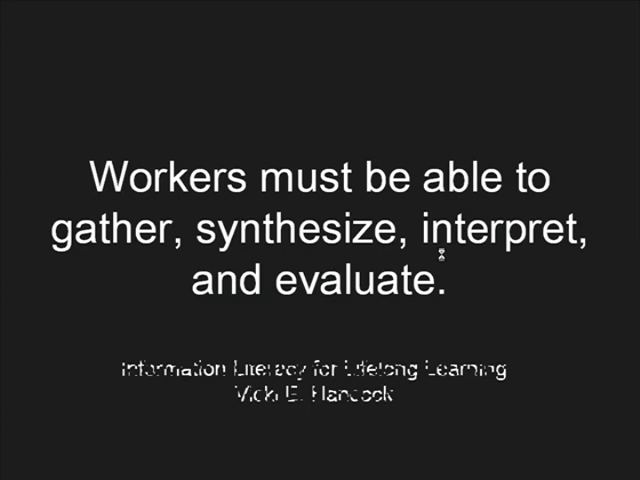 Workers must be able to
gather, synthesize, interpret,
and evaluate.
Information Literacy for Lifelong Learning
Vicki E. Hancock